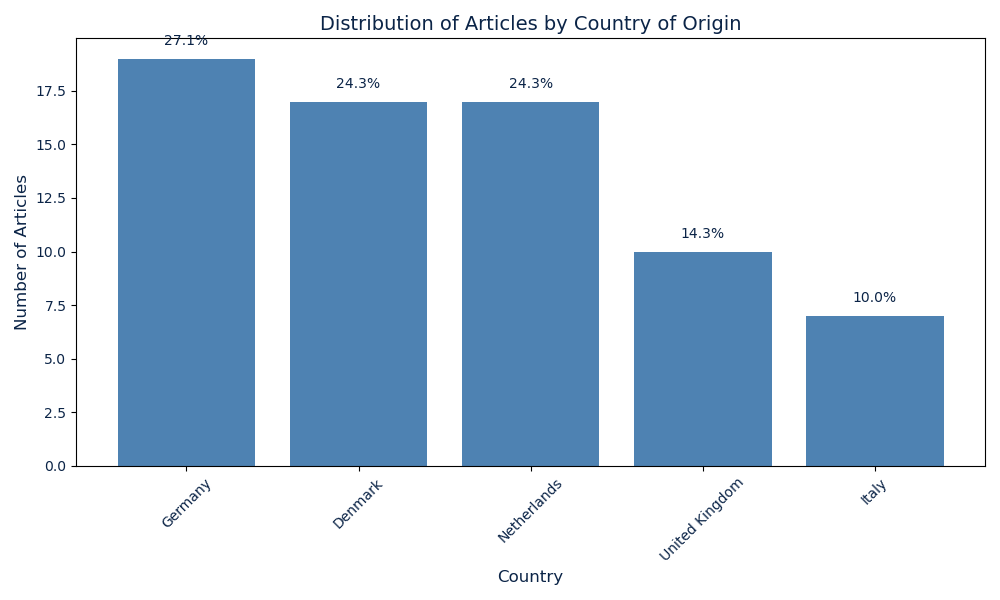 Distribution of Articles by Country of Origin
27.1%
24.3%
24.3%
14.3%
10.0%
Number of Articles
17.5
15.0
12.5
10.0
7.5
5.0
2.5
0.0
Germany
Denmark
Netherlands
United Kingdom
Italy
Country